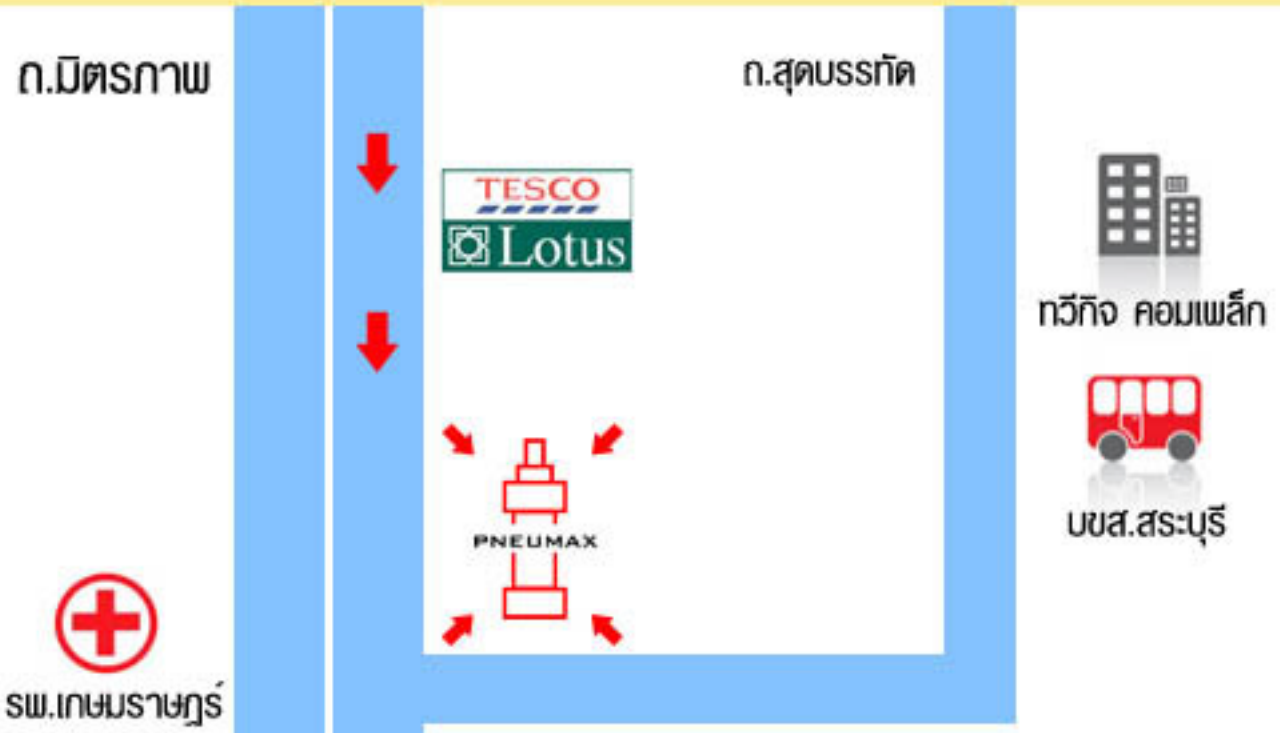 ถ.มิตรภาพ
ถ.สุดบรรทัด
TESCO
Lotus
ทวีกิจ คอมเพล็ก
PNEUMAX
บขส.สระบุรี
รพ.เกษมราษฎร์